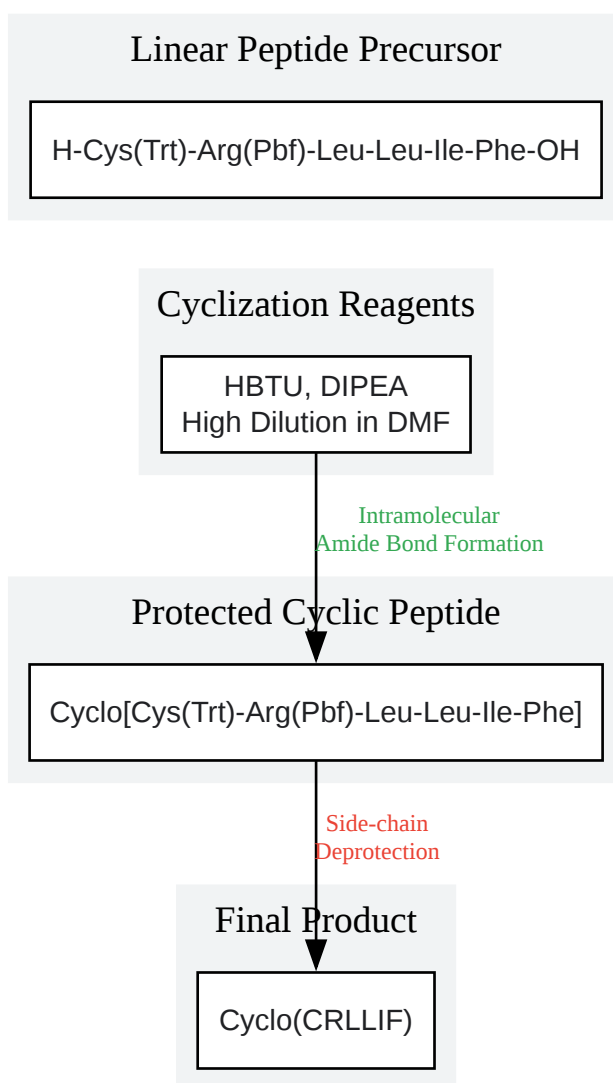 Linear Peptide Precursor
H-Cys(Trt)-Arg(Pbf)-Leu-Leu-Ile-Phe-OH
Cyclization Reagents
HBTU, DIPEA
High Dilution in DMF
Intramolecular
Amide Bond Formation
Protected Cyclic Peptide
Cyclo[Cys(Trt)-Arg(Pbf)-Leu-Leu-Ile-Phe]
Side-chain
Deprotection
Final Product
Cyclo(CRLLIF)